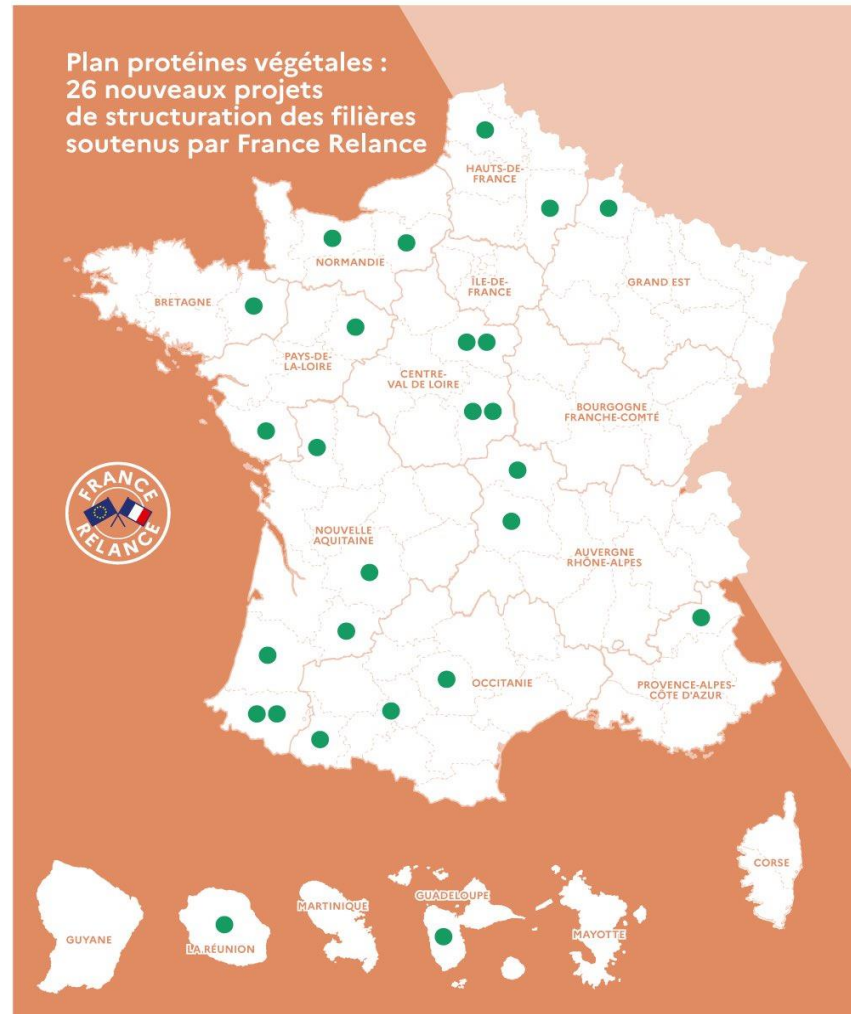 Plan protéines végétales :
26 nouveaux projets
de structuration des filières
soutenus par France Relance
HAUTS-DE-
FRANCE
NORMANDIE
ÎLE-DE-
FRANCE
GRAND EST
BRETAGNE
PAYS-DE-
LA-LOIRE
CENTRE-
VAL DE LOIRE
BOURGOGNE
FRANCHE-COMTÉ
FRANCE
RELANCE
NOUVELLE
AQUITAINE
AUVERGNE
RHÔNE-ALPES
OCCITANIE
PROVENCE-ALPES-
CÔTE D'AZUR
CORSE
GUYANE
LA RÉUNION
MARTINIQUE
GUADELOUPE
MAYOTTE